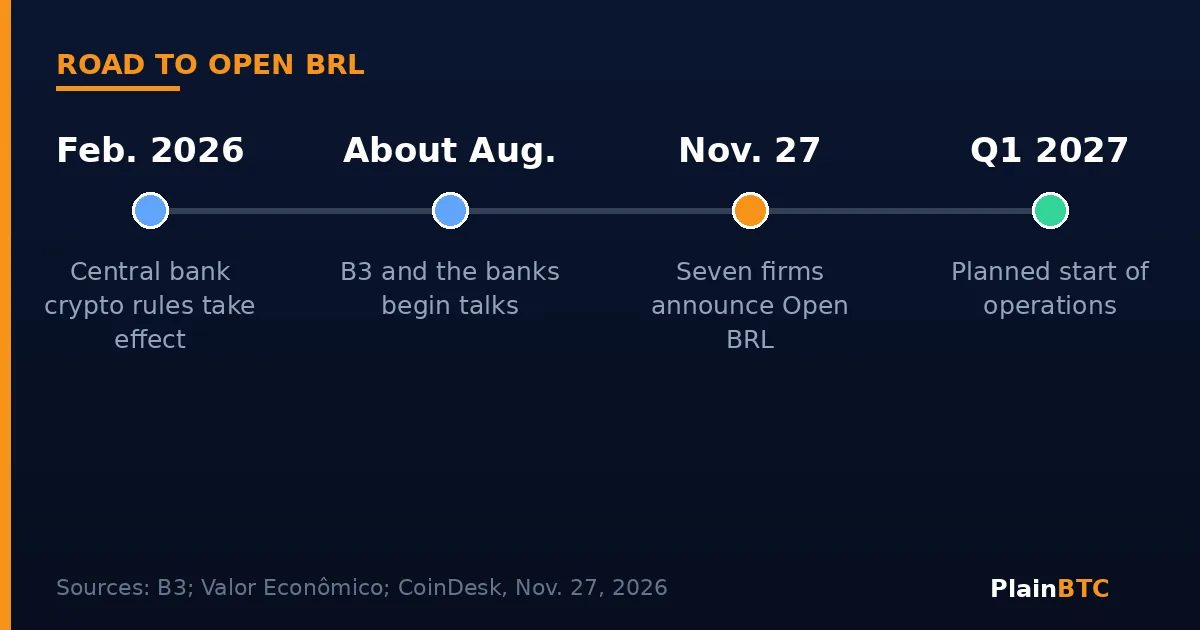 ROAD TO OPEN BRL
Feb. 2026
About Aug.
Nov. 27
Q1 2027
Central bank
crypto rules take
effect
B3 and the banks
begin talks
Seven firms
announce Open
BRL
Planned start of
operations
Sources: B3; Valor Econômico; CoinDesk, Nov. 27, 2026
PlainBTC